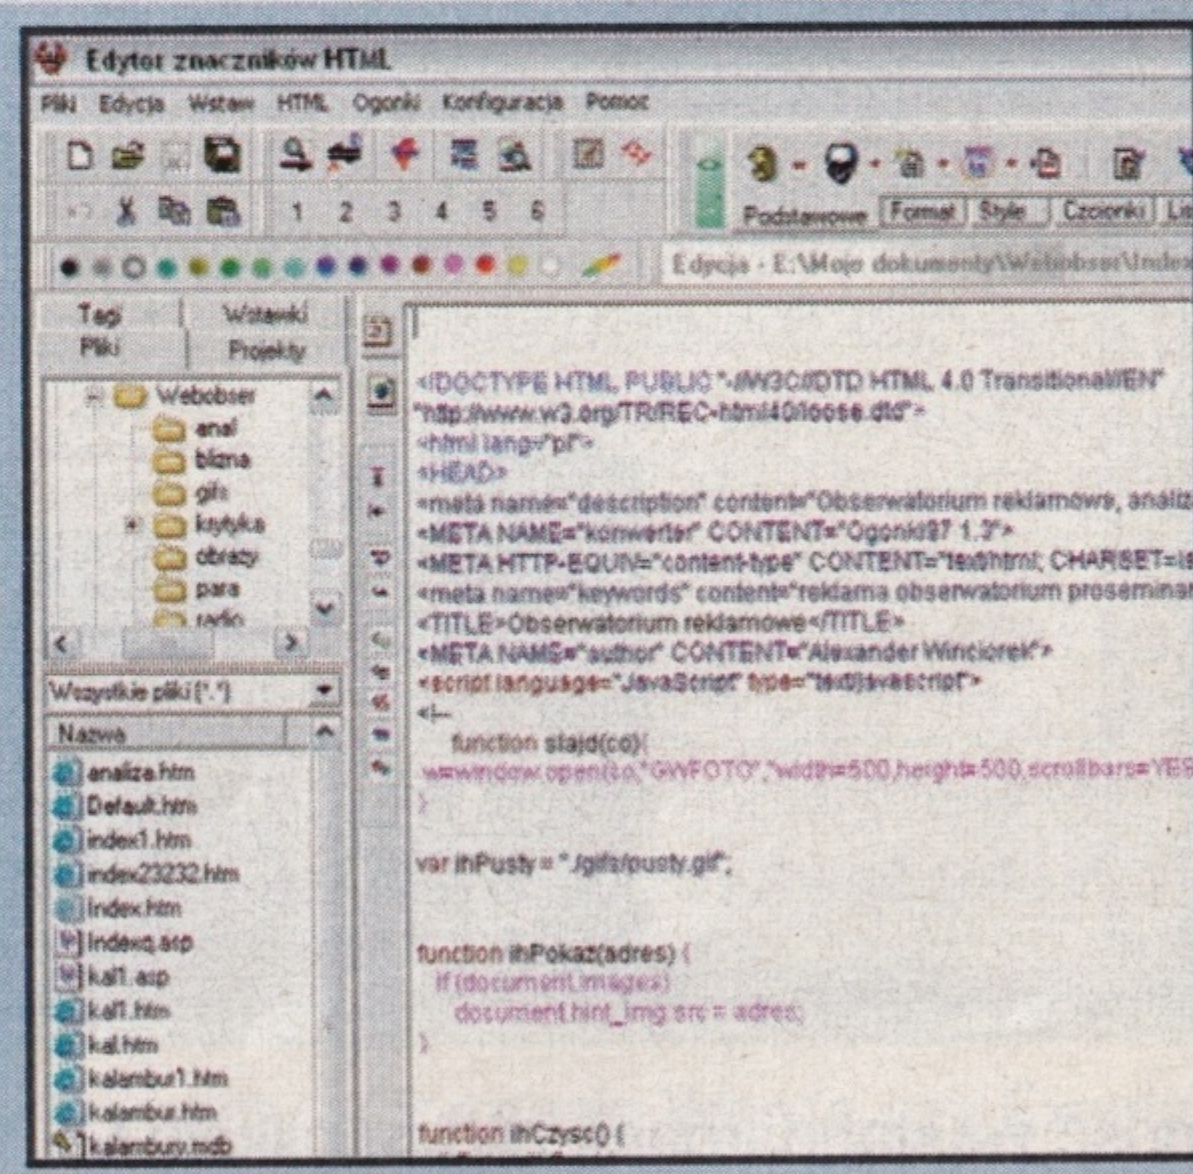 Edytor znaczników HTML
Pliki Edycja Wstaw HTML Ogonki Konfiguracja Pomoc
1 2 3 4 5 6
Podstawowe Format Style Czcionki Lis
Edycja - E:\Moje dokumenty\Webobser\Index
Tagi Wstawki
Pliki Projekty
Webobser
anal
blizna
gifs
krytyka
obrazy
para
radio
Wszystkie pliki (*.*)
Nazwa
analiza.htm
Default.htm
index1.htm
index23232.htm
Index.htm
Indexq.asp
kal1.asp
kal1.htm
kal.htm
kalambur1.htm
kalambur.htm
kalambury.mdb
<!DOCTYPE HTML PUBLIC "-//W3C//DTD HTML 4.0 Transitional//EN"
"http://www.w3.org/TR/REC-html40/loose.dtd">
<html lang="pl">
<HEAD>
<meta name="description" content="Obserwatorium reklamowe, analiz
<META NAME="konwerter" CONTENT="Ogonki97 1.3">
<META HTTP-EQUIV="content-type" CONTENT="text/html; CHARSET=is
<meta name="keywords" content="reklama obserwatorium proseminar
<TITLE>Obserwatorium reklamowe</TITLE>
<META NAME="author" CONTENT="Alexander Winciorek">
<script language="JavaScript" type="text/javascript">
<!--
function slajd(co){
w=window.open(co,"GWFOTO","width=500,height=500,scrollbars=YES
}
var ihPusty = "./gifs/pusty.gif";
function ihPokaz(adres) {
if (document.images)
document.hint_img.src = adres;
}
function ihCzysc() {